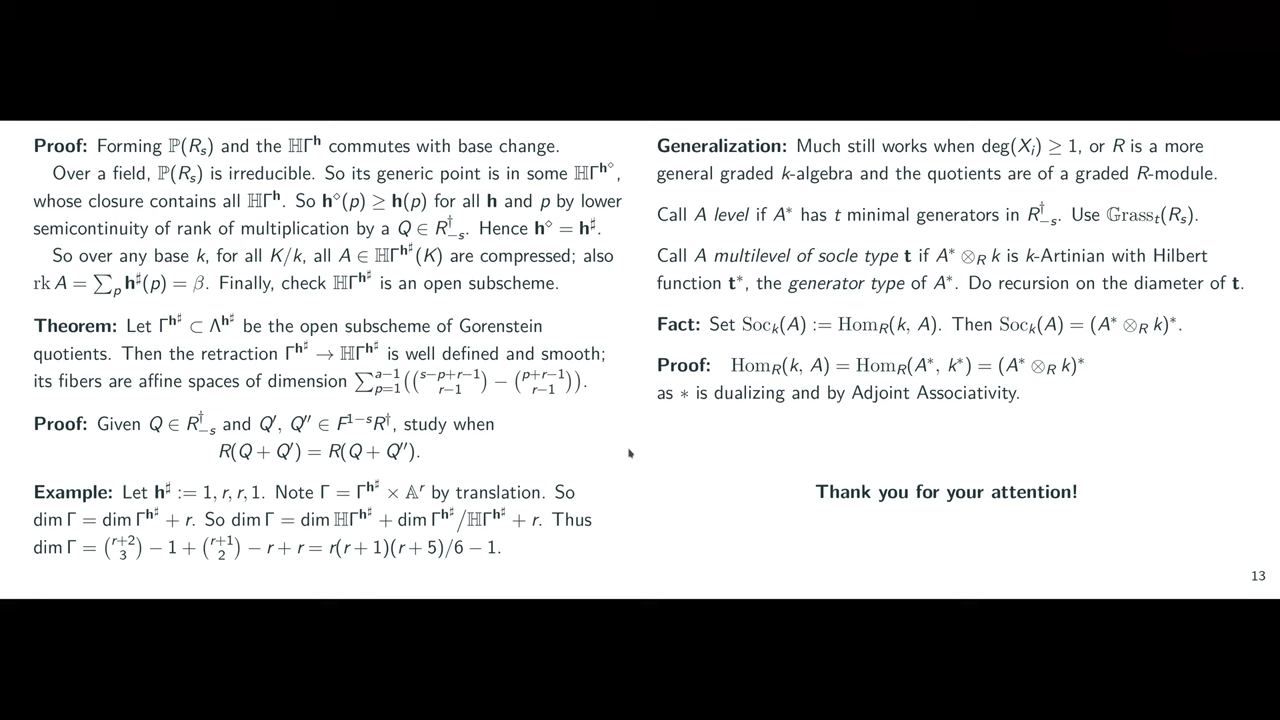 Proof: Forming ℙ(Rₛ) and the ℍΓ^𝐡 commutes with base change.
Over a field, ℙ(Rₛ) is irreducible. So its generic point is in some ℍΓ^{𝐡^⋄},
whose closure contains all ℍΓ^𝐡. So 𝐡^⋄(p) ≥ 𝐡(p) for all 𝐡 and p by lower
semicontinuity of rank of multiplication by a Q ∈ R^†_{−s}. Hence 𝐡^⋄ = 𝐡^♯.
So over any base k, for all K/k, all A ∈ ℍΓ^{𝐡^♯}(K) are compressed; also
rk A = ∑_p 𝐡^♯(p) = β. Finally, check ℍΓ^{𝐡^♯} is an open subscheme.
Theorem: Let Γ^{𝐡^♯} ⊂ Λ^{𝐡^♯} be the open subscheme of Gorenstein
quotients. Then the retraction Γ^{𝐡^♯} → ℍΓ^{𝐡^♯} is well defined and smooth;
its fibers are affine spaces of dimension ∑_{p=1}^{a−1}(\binom{s−p+r−1}{r−1} − \binom{p+r−1}{r−1}).
Proof: Given Q ∈ R^†_{−s} and Q′, Q″ ∈ F^{1−s}R^†, study when
R(Q + Q′) = R(Q + Q″).
Example: Let 𝐡^♯ := 1, r, r, 1. Note Γ = Γ^{𝐡^♯} × 𝔸^r by translation. So
dim Γ = dim Γ^{𝐡^♯} + r. So dim Γ = dim ℍΓ^{𝐡^♯} + dim Γ^{𝐡^♯}/ℍΓ^{𝐡^♯} + r. Thus
dim Γ = \binom{r+2}{3} − 1 + \binom{r+1}{2} − r + r = r(r + 1)(r + 5)/6 − 1.
Generalization: Much still works when deg(X_i) ≥ 1, or R is a more
general graded k-algebra and the quotients are of a graded R-module.
Call A level if A* has t minimal generators in R^†_{−s}. Use 𝔾rass_t(Rₛ).
Call A multilevel of socle type 𝐭 if A* ⊗_R k is k-Artinian with Hilbert
function 𝐭*, the generator type of A*. Do recursion on the diameter of 𝐭.
Fact: Set Soc_k(A) := Hom_R(k, A). Then Soc_k(A) = (A* ⊗_R k)*.
Proof: Hom_R(k, A) = Hom_R(A*, k*) = (A* ⊗_R k)*
as * is dualizing and by Adjoint Associativity.
Thank you for your attention!
13